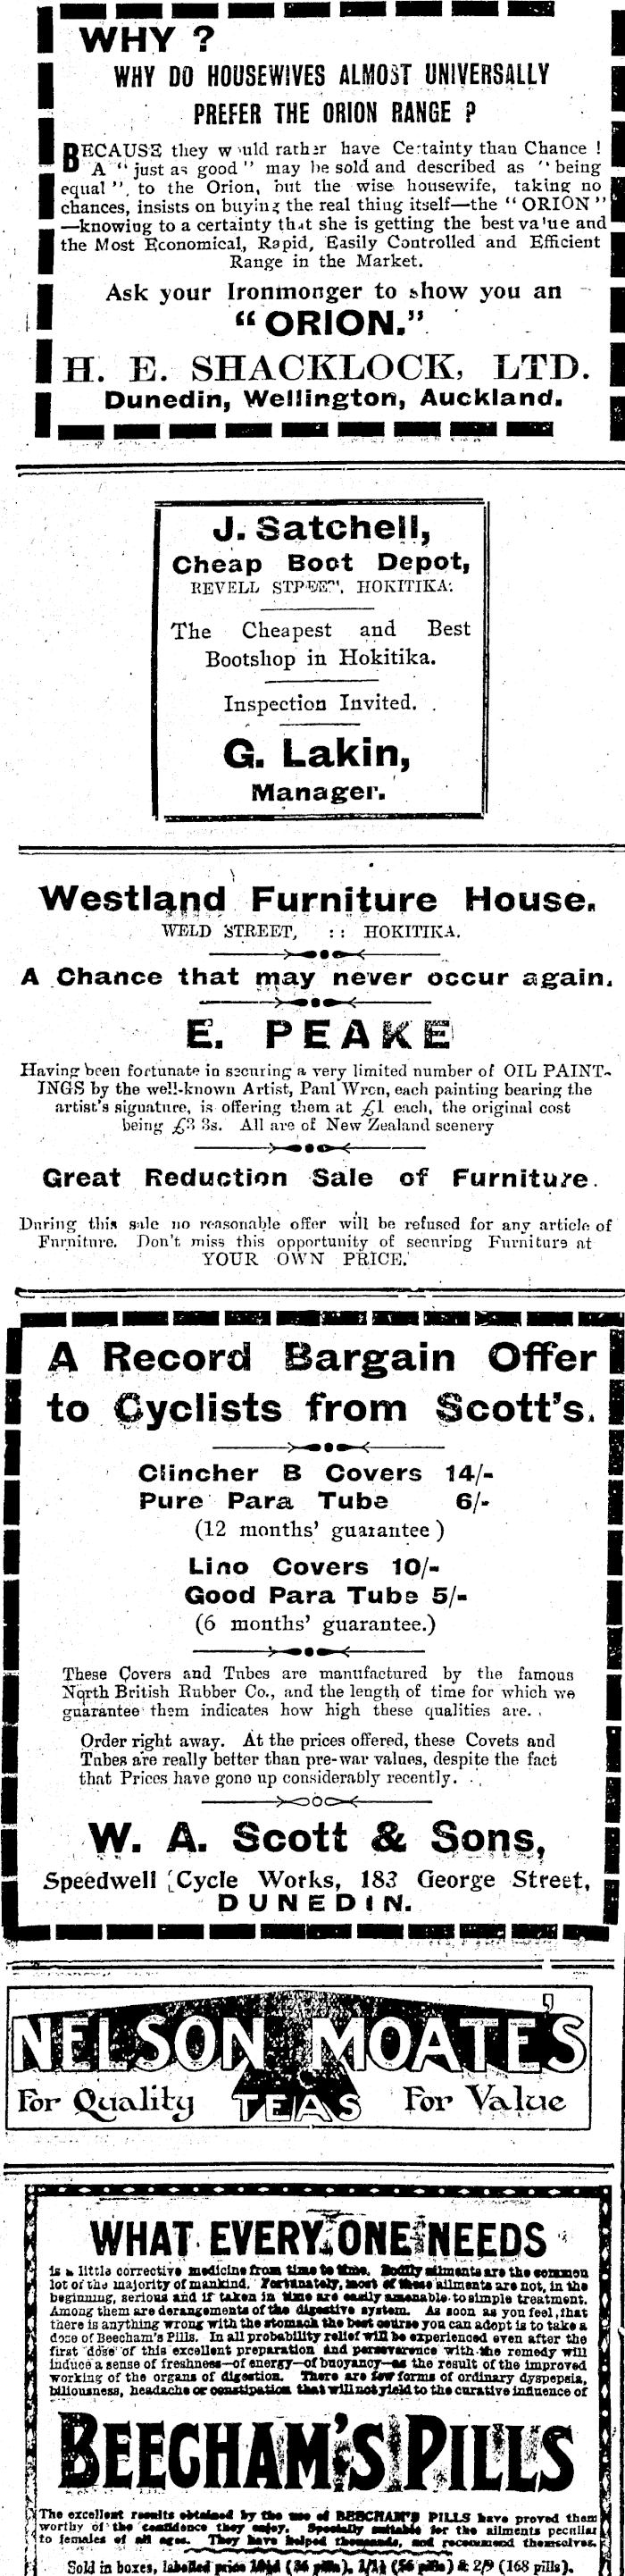 WHY ?
WHY DO HOUSEWIVES ALMOST UNIVERSALLY
PREFER THE ORION RANGE ?
BECAUSE they would rather have Certainty than Chance !
A "just as good" may be sold and described as "being
equal", to the Orion, but the wise housewife, taking no
chances, insists on buying the real thing itself—the "ORION"
—knowing to a certainty that she is getting the best value and
the Most Economical, Rapid, Easily Controlled and Efficient
Range in the Market.
Ask your Ironmonger to show you an
"ORION."
H. E. SHACKLOCK, LTD.
Dunedin, Wellington, Auckland.
J. Satchell,
Cheap Boot Depot,
REVELL STREET, HOKITIKA.
The Cheapest and Best
Bootshop in Hokitika.
Inspection Invited.
G. Lakin,
Manager.
Westland Furniture House.
WELD STREET, :: HOKITIKA.
A Chance that may never occur again.
E. PEAKE
Having been fortunate in securing a very limited number of OIL PAINT-
INGS by the well-known Artist, Paul Wren, each painting bearing the
artist's signature, is offering them at £1 each, the original cost
being £3 3s. All are of New Zealand scenery
Great Reduction Sale of Furniture.
During this sale no reasonable offer will be refused for any article of
Furniture. Don't miss this opportunity of securing Furniture at
YOUR OWN PRICE.
A Record Bargain Offer
to Cyclists from Scott's.
Clincher B Covers 14/-
Pure Para Tube 6/-
(12 months' guarantee)
Lino Covers 10/-
Good Para Tube 5/-
(6 months' guarantee.)
These Covers and Tubes are manufactured by the famous
North British Rubber Co., and the length of time for which we
guarantee them indicates how high these qualities are.
Order right away. At the prices offered, these Covets and
Tubes are really better than pre-war values, despite the fact
that Prices have gone up considerably recently.
W. A. Scott & Sons,
Speedwell Cycle Works, 183 George Street,
DUNEDIN.
NELSON MOATE'S
For Quality TEAS For Value
WHAT EVERY ONE NEEDS
is a little corrective medicine from time to time. Bodily ailments are the common
lot of the majority of mankind. Fortunately, most of these ailments are not, in the
beginning, serious and if taken in time are easily amenable to simple treatment.
Among them are derangements of the digestive system. As soon as you feel that
there is anything wrong with the stomach the best course you can adopt is to take a
dose of Beecham's Pills. In all probability relief will be experienced even after the
first dose of this excellent preparation and perseverance with the remedy will
induce a sense of freshness—of energy—of buoyancy—as the result of the improved
working of the organs of digestion. There are few forms of ordinary dyspepsia,
biliousness, headache or constipation that will not yield to the curative influence of
BEECHAM'S PILLS
The excellent results obtained by the use of BEECHAM'S PILLS have proved them
worthy of the confidence they enjoy. Specially suitable for the ailments peculiar
to females of all ages. They have helped thousands, and recommend themselves.
Sold in boxes, labelled price (36 pills), 1/1½ (56 pills) & 2/9 (168 pills).